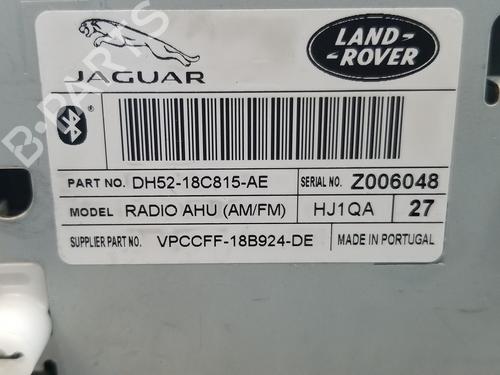 JAGUAR
LAND-
ROVER
PART NO. DH52-18C815-AE SERIAL NO. Z006048
MODEL RADIO AHU (AM/FM) HJ1QA 27
SUPPLIER PART NO. VPCCFF-18B924-DE MADE IN PORTUGAL
B-PARTS